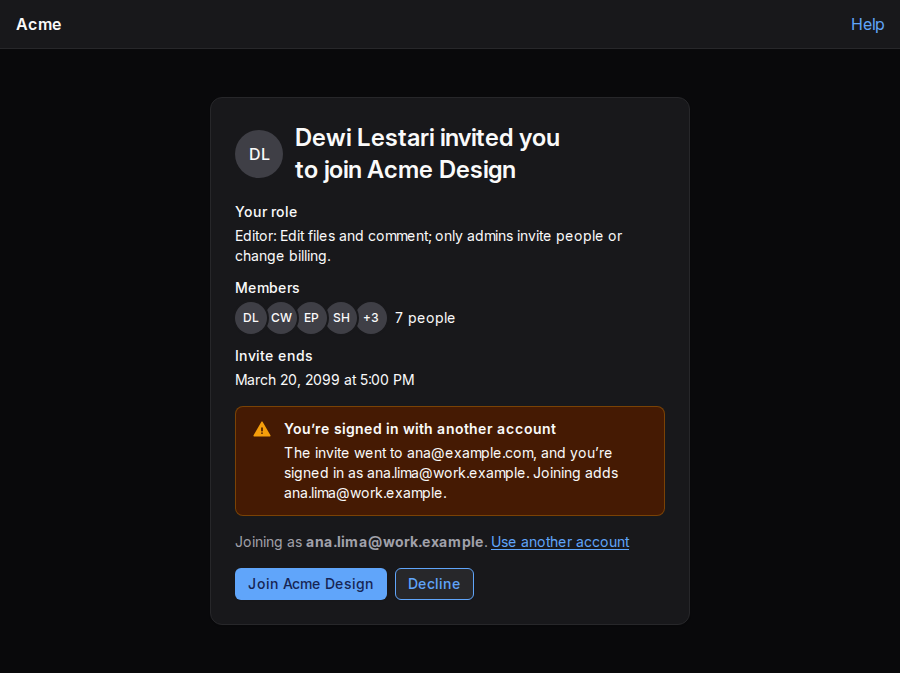 Acme
Help
DL
Dewi Lestari invited you
to join Acme Design
Your role
Editor: Edit files and comment; only admins invite people or
change billing.
Members
DL CW EP SH +3 7 people
Invite ends
March 20, 2099 at 5:00 PM
You’re signed in with another account
The invite went to ana@example.com, and you’re
signed in as ana.lima@work.example. Joining adds
ana.lima@work.example.
Joining as ana.lima@work.example. Use another account
Join Acme Design
Decline